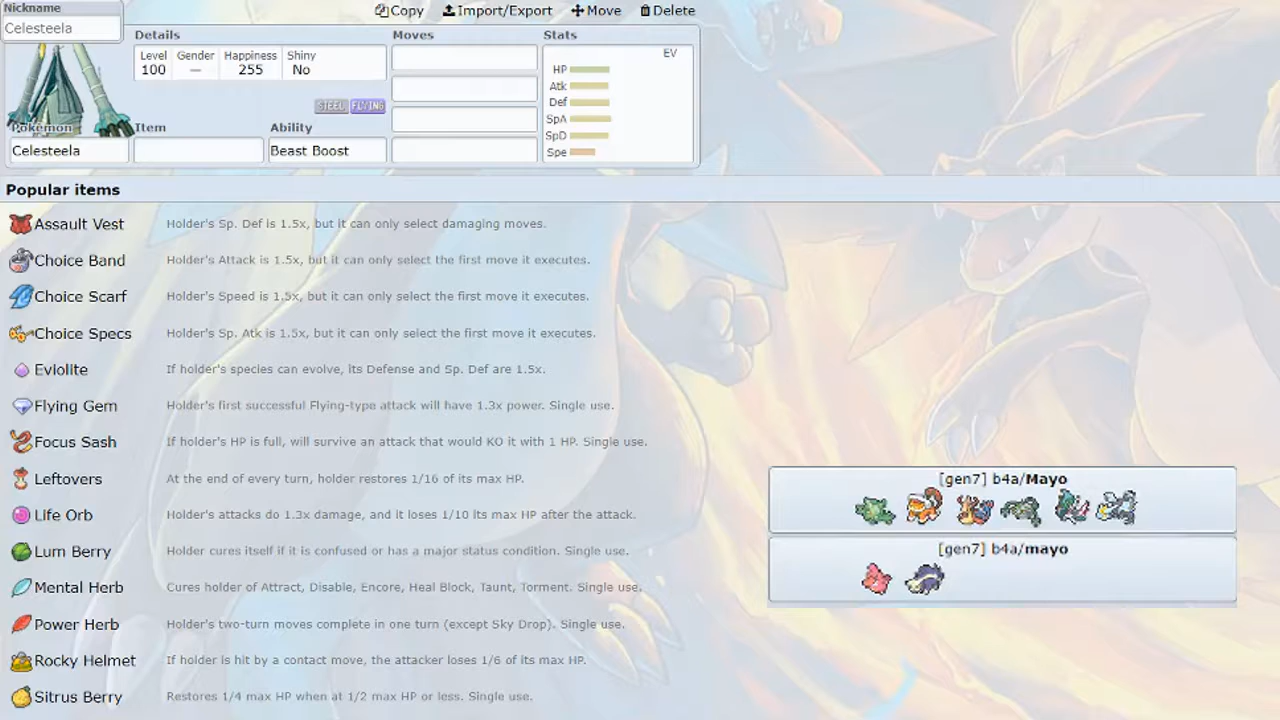 Nickname
Celesteela
Copy Import/Export Move Delete
Details Moves Stats
Level Gender Happiness Shiny EV
100 — 255 No
HP
Atk
Def
SpA
SpD
Spe
STEEL FLYING
Pokémon Item Ability
Celesteela Beast Boost
Popular items
Assault Vest Holder's Sp. Def is 1.5x, but it can only select damaging moves.
Choice Band Holder's Attack is 1.5x, but it can only select the first move it executes.
Choice Scarf Holder's Speed is 1.5x, but it can only select the first move it executes.
Choice Specs Holder's Sp. Atk is 1.5x, but it can only select the first move it executes.
Eviolite If holder's species can evolve, its Defense and Sp. Def are 1.5x.
Flying Gem Holder's first successful Flying-type attack will have 1.3x power. Single use.
Focus Sash If holder's HP is full, will survive an attack that would KO it with 1 HP. Single use.
Leftovers At the end of every turn, holder restores 1/16 of its max HP.
Life Orb Holder's attacks do 1.3x damage, and it loses 1/10 its max HP after the attack.
Lum Berry Holder cures itself if it is confused or has a major status condition. Single use.
Mental Herb Cures holder of Attract, Disable, Encore, Heal Block, Taunt, Torment. Single use.
Power Herb Holder's two-turn moves complete in one turn (except Sky Drop). Single use.
Rocky Helmet If holder is hit by a contact move, the attacker loses 1/6 of its max HP.
Sitrus Berry Restores 1/4 max HP when at 1/2 max HP or less. Single use.
[gen7] b4a/Mayo
[gen7] b4a/mayo